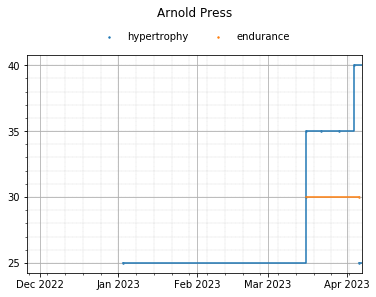 Arnold Press
hypertrophy endurance
40
35
30
25
Dec 2022 Jan 2023 Feb 2023 Mar 2023 Apr 2023